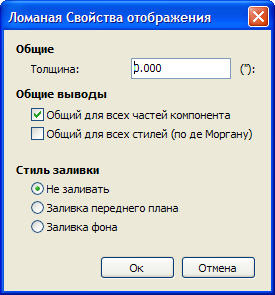 Ломаная Свойства отображения
Общие
Толщина: 0.000 ("):
Общие выводы
Общий для всех частей компонента
Общий для всех стилей (по де Моргану)
Стиль заливки
Не заливать
Заливка переднего плана
Заливка фона
Ок Отмена